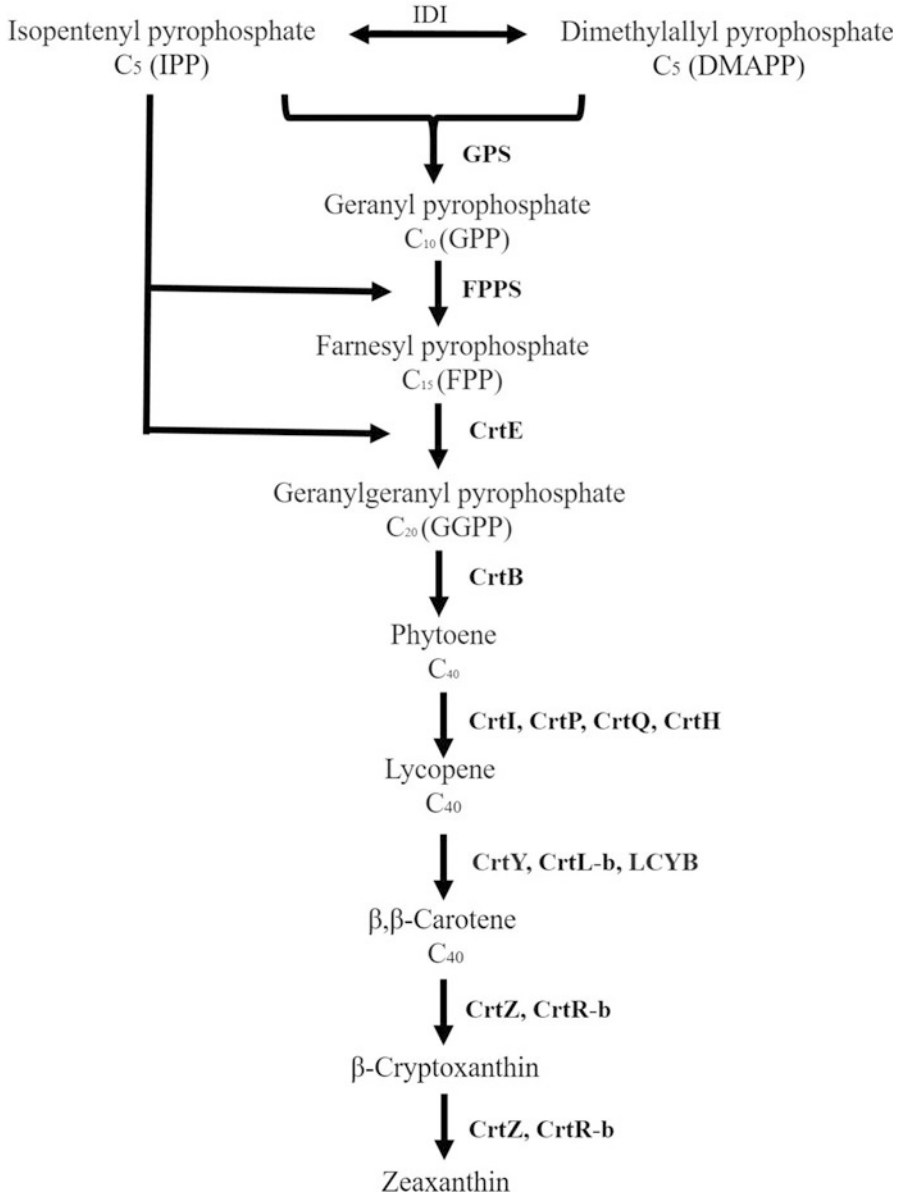 IDI
Isopentenyl pyrophosphate
C₅ (IPP)
Dimethylallyl pyrophosphate
C₅ (DMAPP)
GPS
Geranyl pyrophosphate
C₁₀ (GPP)
FPPS
Farnesyl pyrophosphate
C₁₅ (FPP)
CrtE
Geranylgeranyl pyrophosphate
C₂₀ (GGPP)
CrtB
Phytoene
C₄₀
CrtI, CrtP, CrtQ, CrtH
Lycopene
C₄₀
CrtY, CrtL-b, LCYB
β,β-Carotene
C₄₀
CrtZ, CrtR-b
β-Cryptoxanthin
CrtZ, CrtR-b
Zeaxanthin